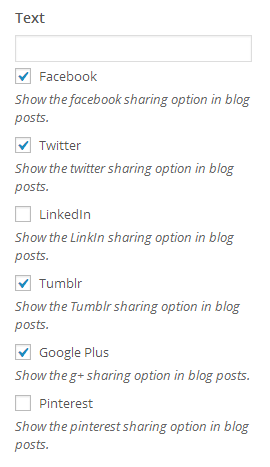 Text
Facebook
Show the facebook sharing option in blog
posts.
Twitter
Show the twitter sharing option in blog
posts.
LinkedIn
Show the LinkIn sharing option in blog
posts.
Tumblr
Show the Tumblr sharing option in blog
posts.
Google Plus
Show the g+ sharing option in blog posts.
Pinterest
Show the pinterest sharing option in blog
posts.